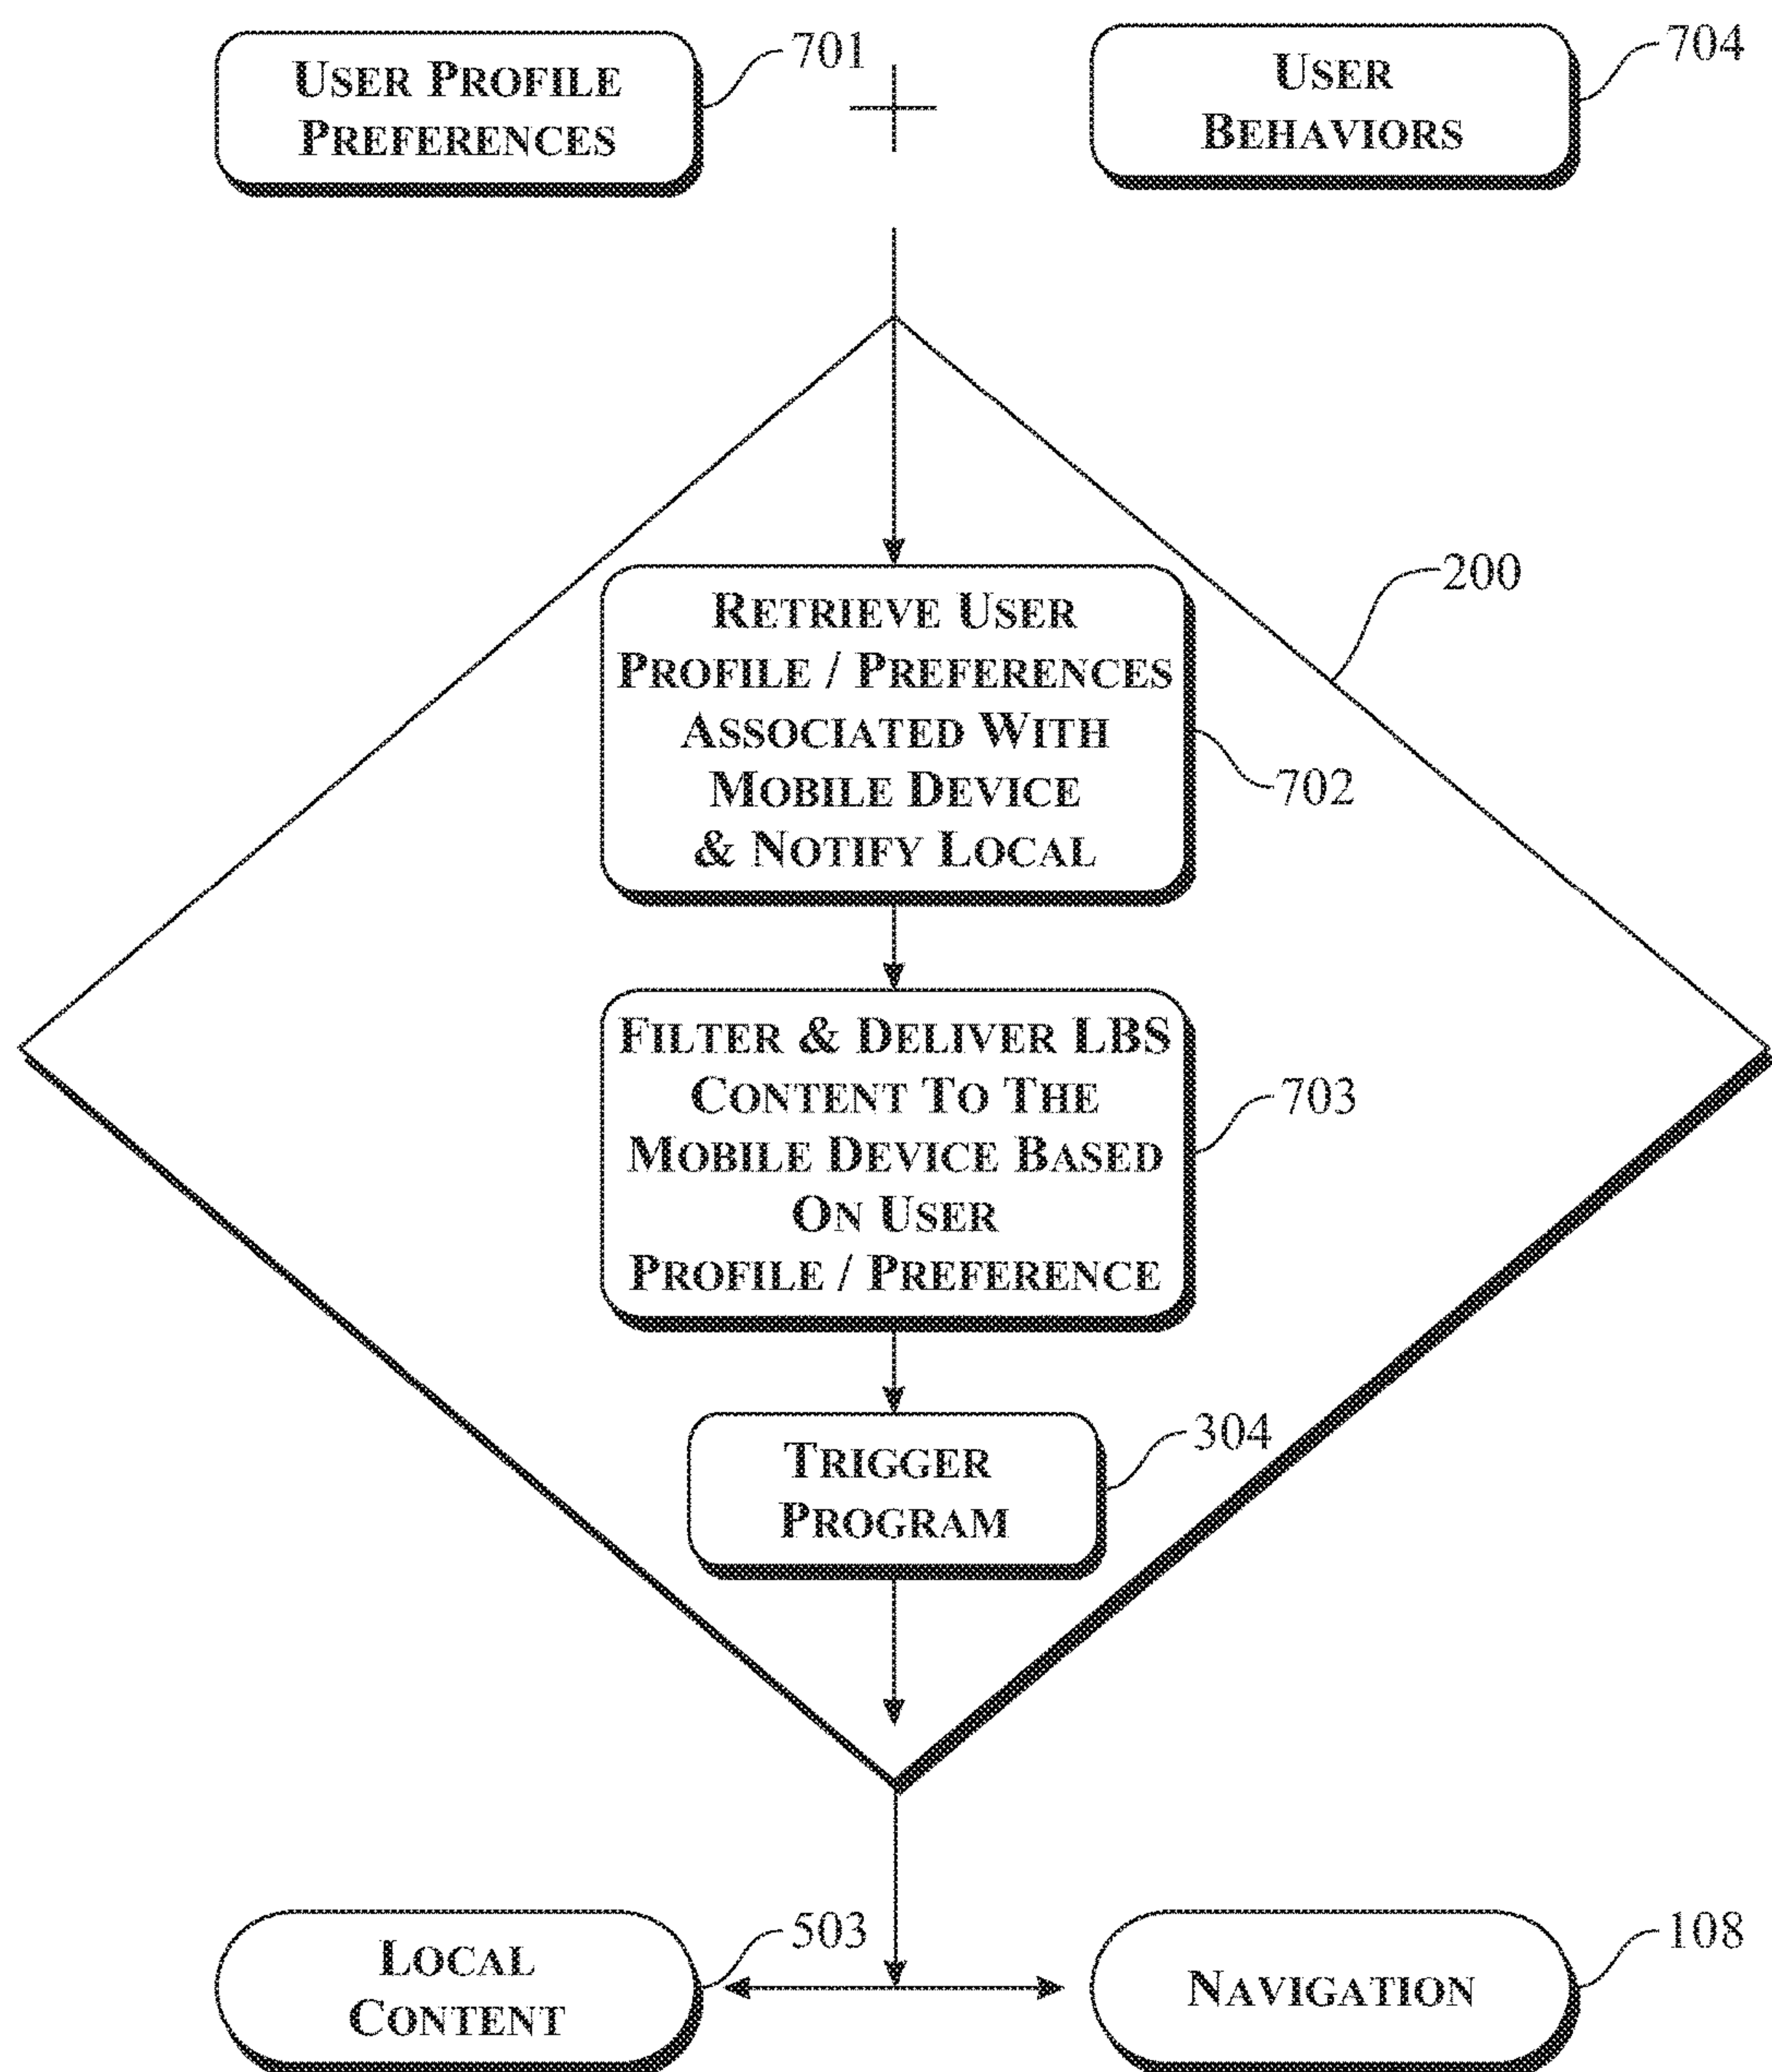 USER PROFILE
PREFERENCES
701
USER
BEHAVIORS
704
200
RETRIEVE USER
PROFILE / PREFERENCES
ASSOCIATED WITH
MOBILE DEVICE
& NOTIFY LOCAL
702
FILTER & DELIVER LBS
CONTENT TO THE
MOBILE DEVICE BASED
ON USER
PROFILE / PREFERENCE
703
TRIGGER
PROGRAM
304
LOCAL
CONTENT
503
NAVIGATION
108